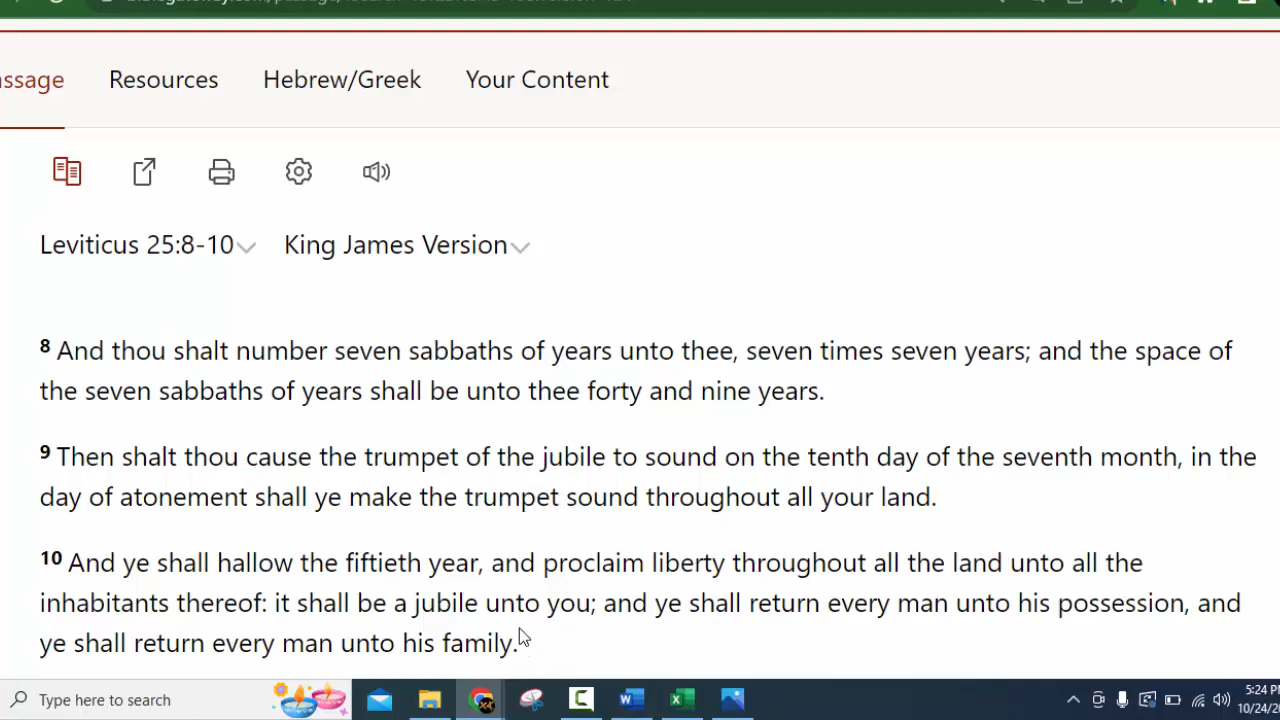 Resources Hebrew/Greek Your Content
Leviticus 25:8-10 King James Version
8 And thou shalt number seven sabbaths of years unto thee, seven times seven years; and the space of
the seven sabbaths of years shall be unto thee forty and nine years.
9 Then shalt thou cause the trumpet of the jubile to sound on the tenth day of the seventh month, in the
day of atonement shall ye make the trumpet sound throughout all your land.
10 And ye shall hallow the fiftieth year, and proclaim liberty throughout all the land unto all the
inhabitants thereof: it shall be a jubile unto you; and ye shall return every man unto his possession, and
ye shall return every man unto his family.
Type here to search
5:24 PM